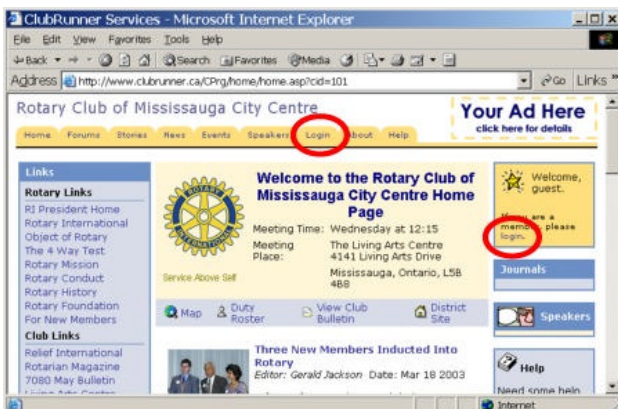 ClubRunner Services - Microsoft Internet Explorer
File Edit View Favorites Tools Help
Back Search Favorites Media
Address http://www.clubrunner.ca/CPrg/home/home.asp?cid=101 Go Links »
Rotary Club of Mississauga City Centre
Your Ad Here
click here for details
Home Forums Stories News Events Speakers Login About Help
Links
Rotary Links
RI President Home
Rotary International
Object of Rotary
The 4 Way Test
Rotary Mission
Rotary Conduct
Rotary History
Rotary Foundation
For New Members
Club Links
Relief International
Rotarian Magazine
7080 May Bulletin
Living Arts Centre
ROTARY
INTERNATIONAL
Service Above Self
Welcome to the Rotary Club of
Mississauga City Centre Home
Page
Meeting Time: Wednesday at 12:15
Meeting Place: The Living Arts Centre
4141 Living Arts Drive
Mississauga, Ontario, L5B
4B8
Map Duty Roster View Club Bulletin District Site
Three New Members Inducted Into
Rotary
Editor: Gerald Jackson Date: Mar 18 2003
Welcome,
guest.
If you are a
member, please
login.
Journals
Speakers
Help
Need some help
Internet